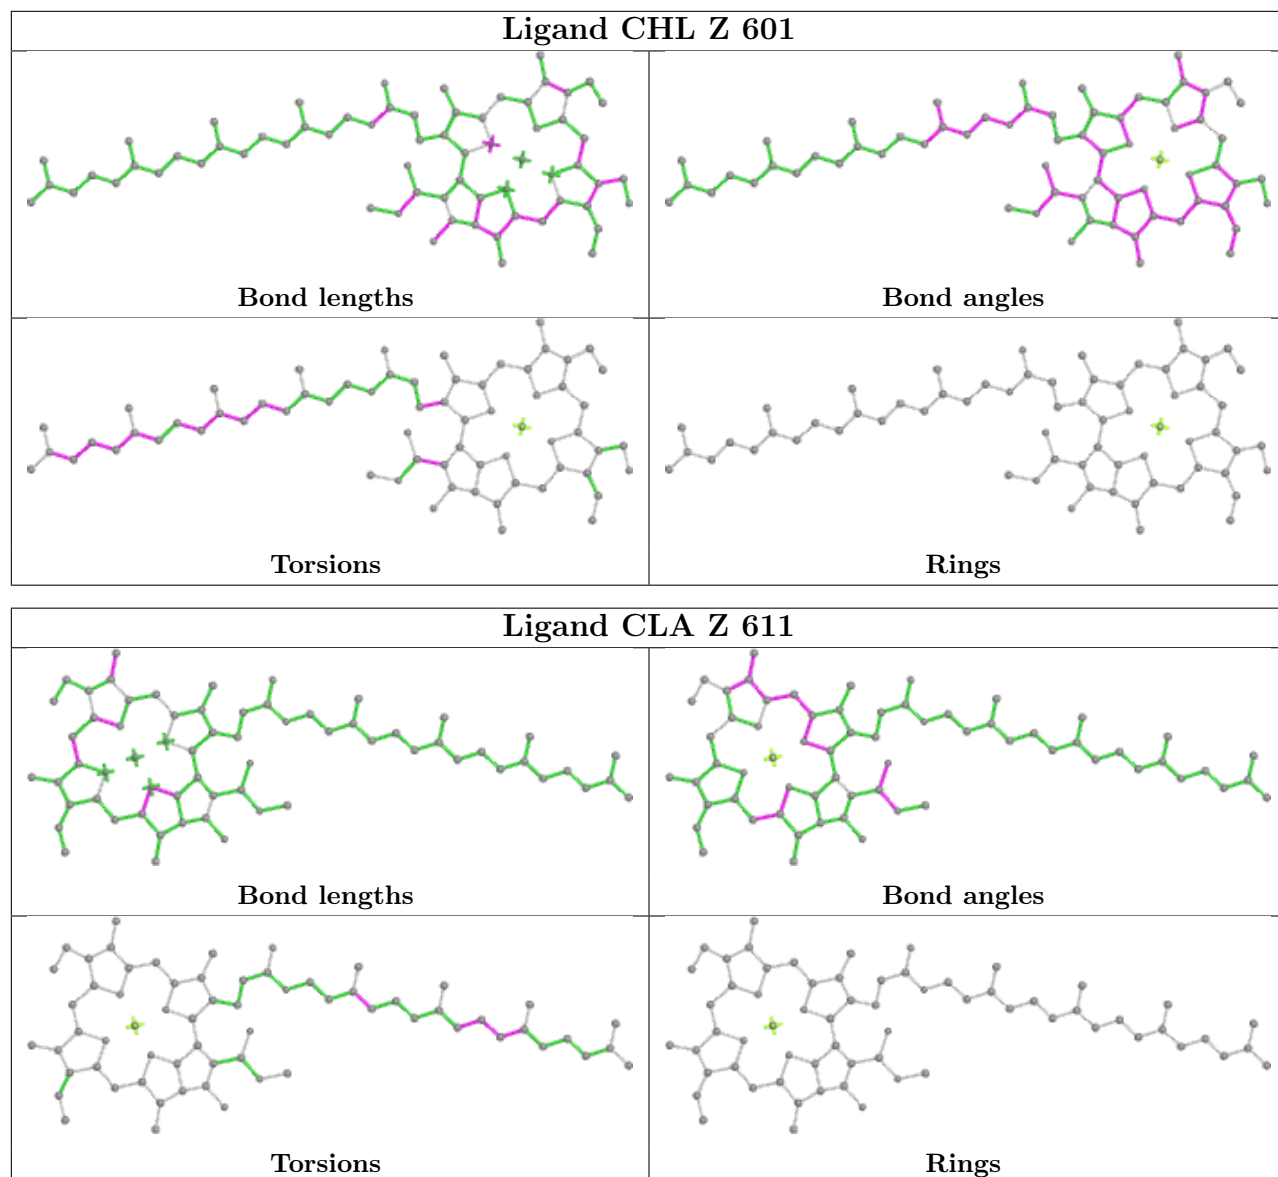 Ligand CHL Z 601
Bond lengths
Bond angles
Torsions
Rings
Ligand CLA Z 611
Bond lengths
Bond angles
Torsions
Rings